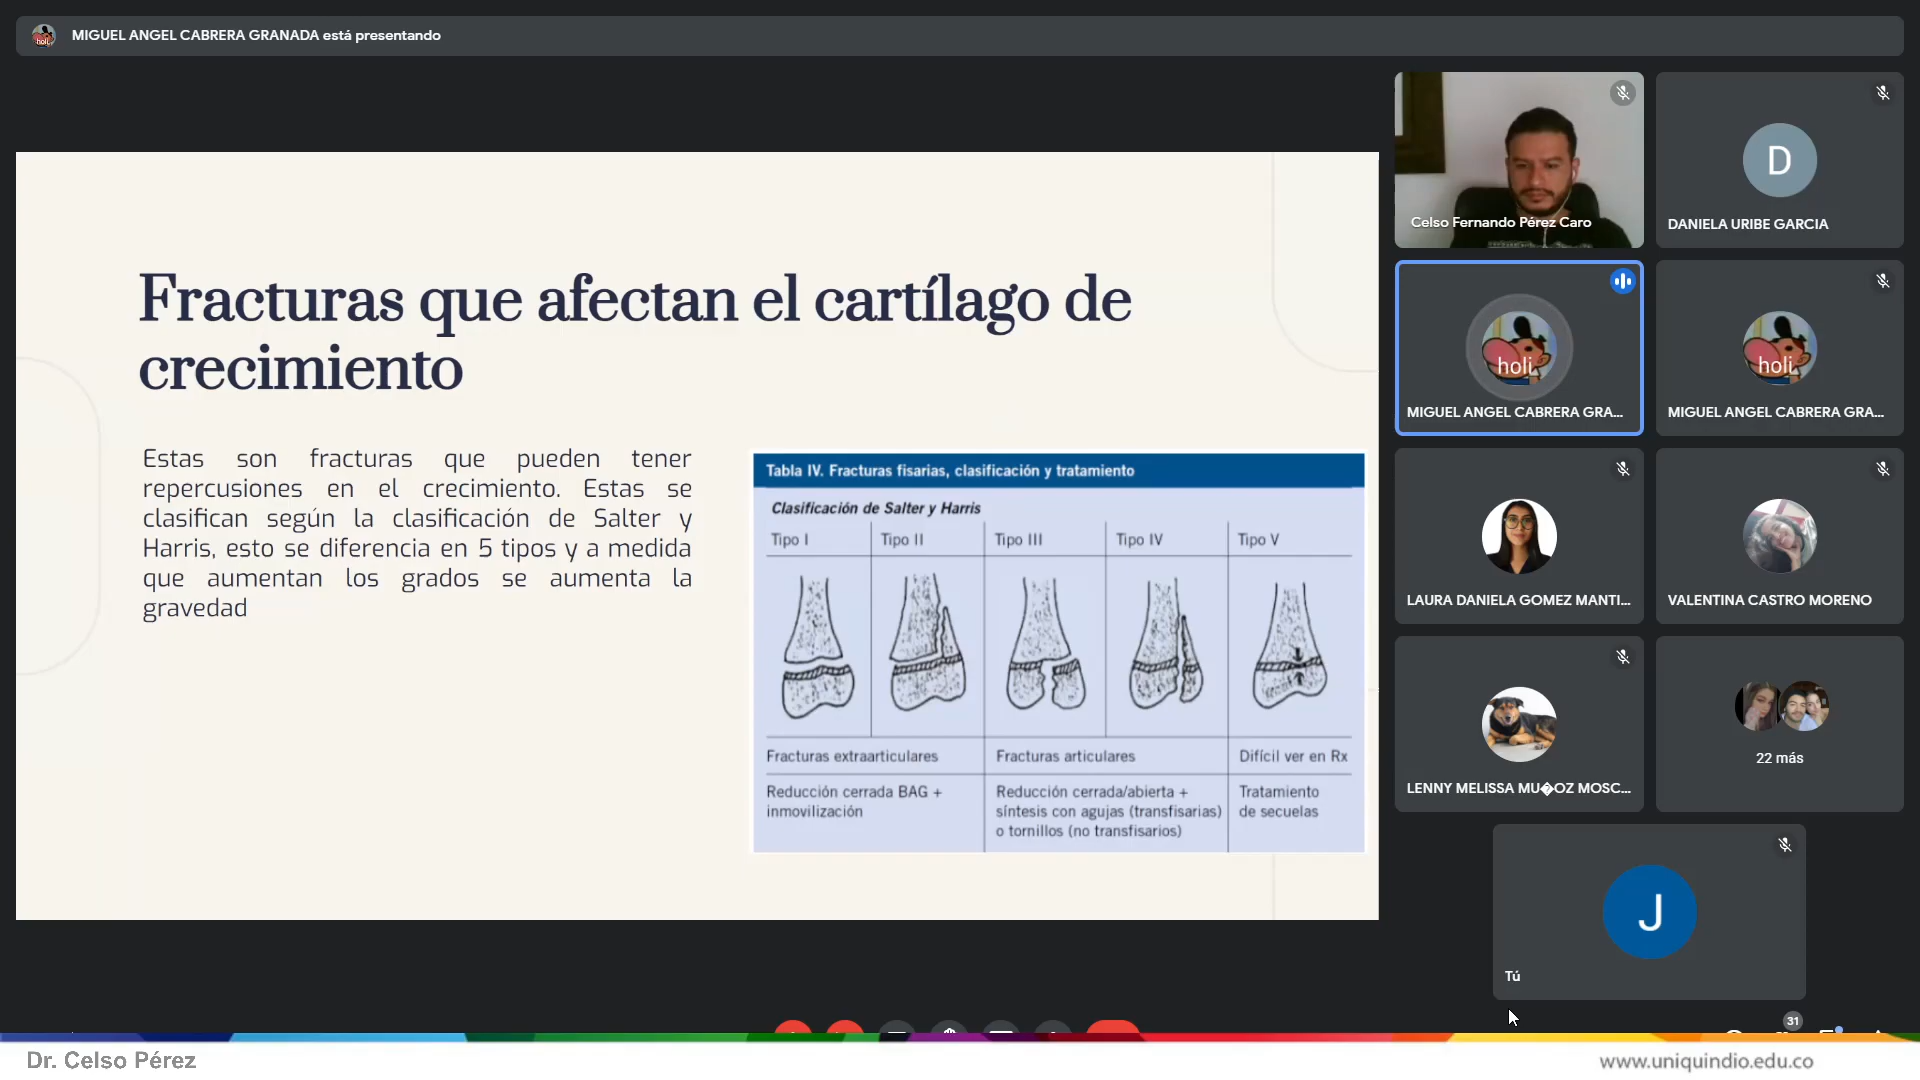 MIGUEL ANGEL CABRERA GRANADA está presentando
Fracturas que afectan el cartílago de
crecimiento
Estas son fracturas que pueden tener
repercusiones en el crecimiento. Estas se
clasifican según la clasificación de Salter y
Harris, esto se diferencia en 5 tipos y a medida
que aumentan los grados se aumenta la
gravedad
Tabla IV. Fracturas fisarias, clasificación y tratamiento
Clasificación de Salter y Harris
Tipo I Tipo II Tipo III Tipo IV Tipo V
Fracturas extraarticulares Fracturas articulares Difícil ver en Rx
Reducción cerrada BAG +
inmovilización
Reducción cerrada/abierta +
síntesis con agujas (transfisarias)
o tornillos (no transfisarios)
Tratamiento
de secuelas
Celso Fernando Pérez Caro
D
DANIELA URIBE GARCIA
holi
MIGUEL ANGEL CABRERA GRA...
holi
MIGUEL ANGEL CABRERA GRA...
LAURA DANIELA GOMEZ MANTI...
VALENTINA CASTRO MORENO
LENNY MELISSA MU�OZ MOSC...
22 más
J
Tú
31
Dr. Celso Pérez
www.uniquindio.edu.co